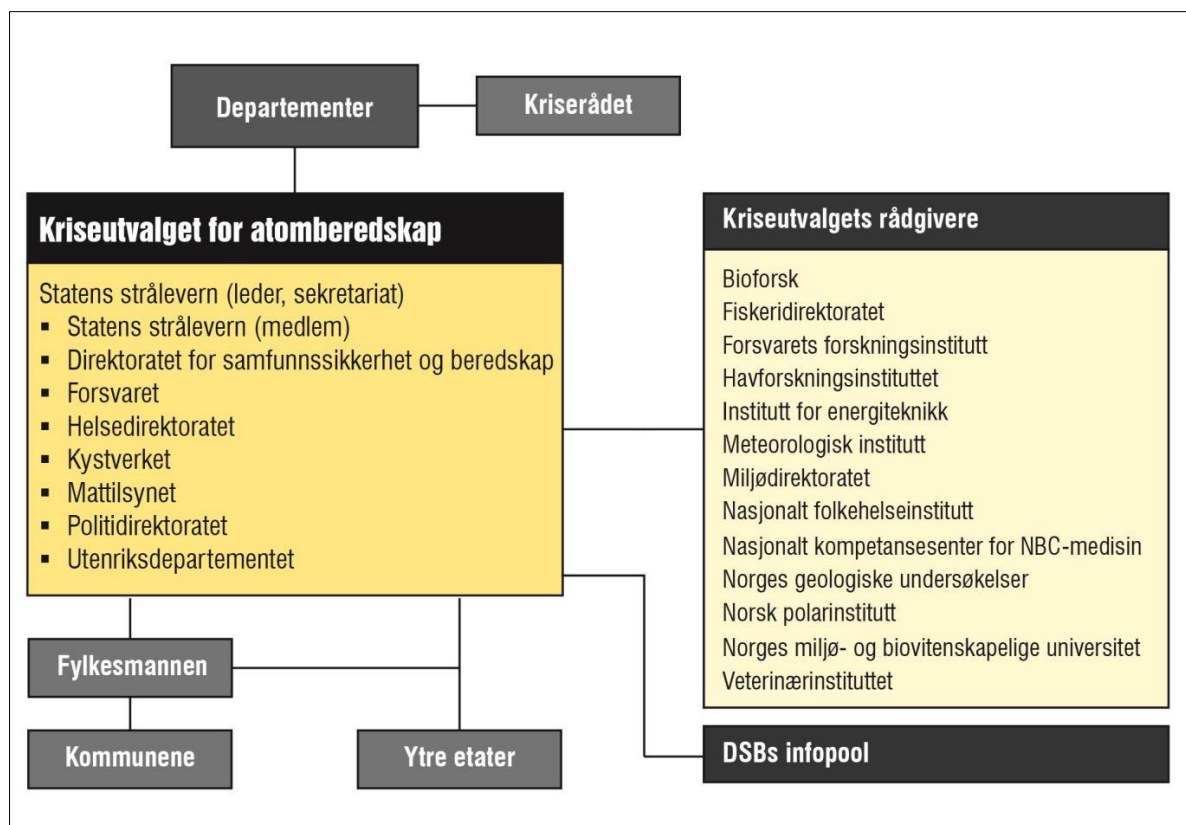 Departementer
Kriserådet
Kriseutvalget for atomberedskap
Statens strålevern (leder, sekretariat)
▪ Statens strålevern (medlem)
▪ Direktoratet for samfunnssikkerhet og beredskap
▪ Forsvaret
▪ Helsedirektoratet
▪ Kystverket
▪ Mattilsynet
▪ Politidirektoratet
▪ Utenriksdepartementet
Kriseutvalgets rådgivere
Bioforsk
Fiskeridirektoratet
Forsvarets forskningsinstitutt
Havforskningsinstituttet
Institutt for energiteknikk
Meteorologisk institutt
Miljødirektoratet
Nasjonalt folkehelseinstitutt
Nasjonalt kompetansesenter for NBC-medisin
Norges geologiske undersøkelser
Norsk polarinstitutt
Norges miljø- og biovitenskapelige universitet
Veterinærinstituttet
Fylkesmannen
Kommunene
Ytre etater
DSBs infopool